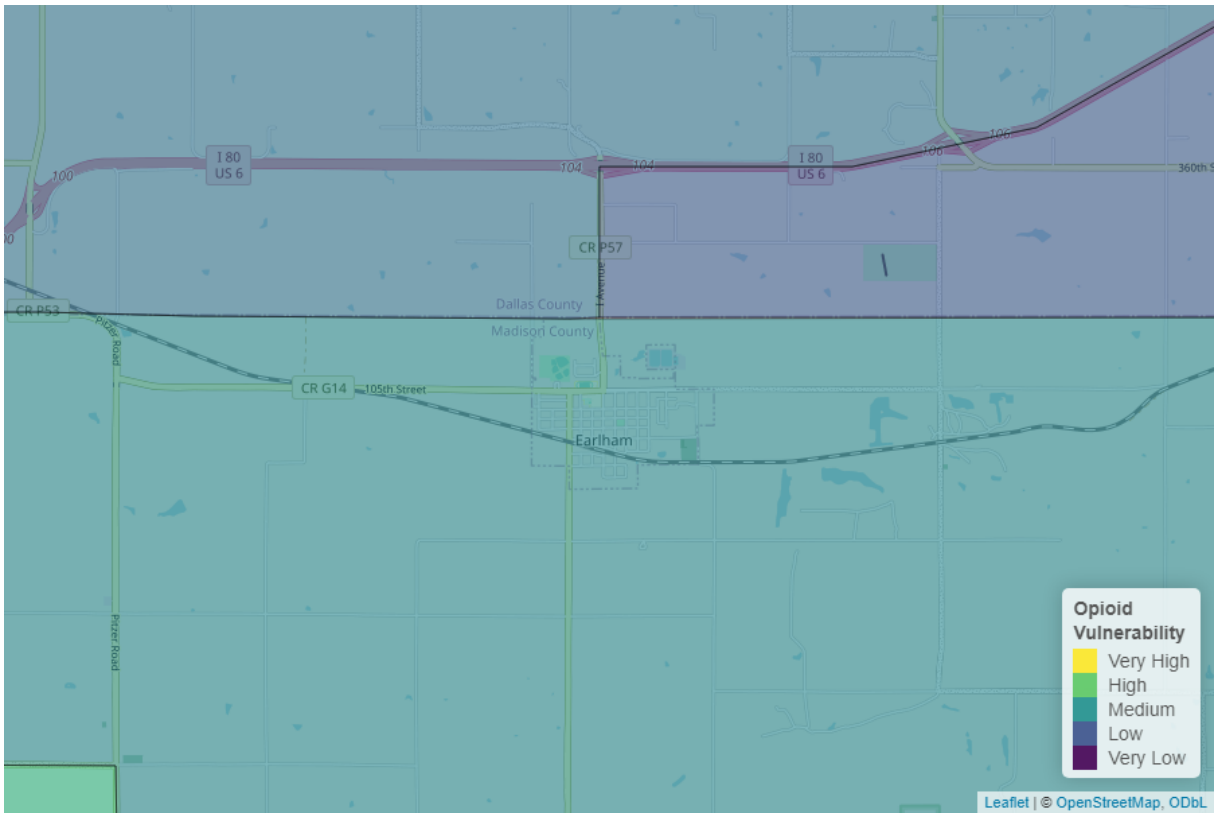 I 80
US 6
I 80
US 6
106
106
100
104
104
360th S
00
CR P57
I Avenue
Dallas County
CR P53
Madison County
Pitzer Road
CR G14
105th Street
Earlham
Pitzer Road
Opioid
Vulnerability
Very High
High
Medium
Low
Very Low
Leaflet | © OpenStreetMap, ODbL